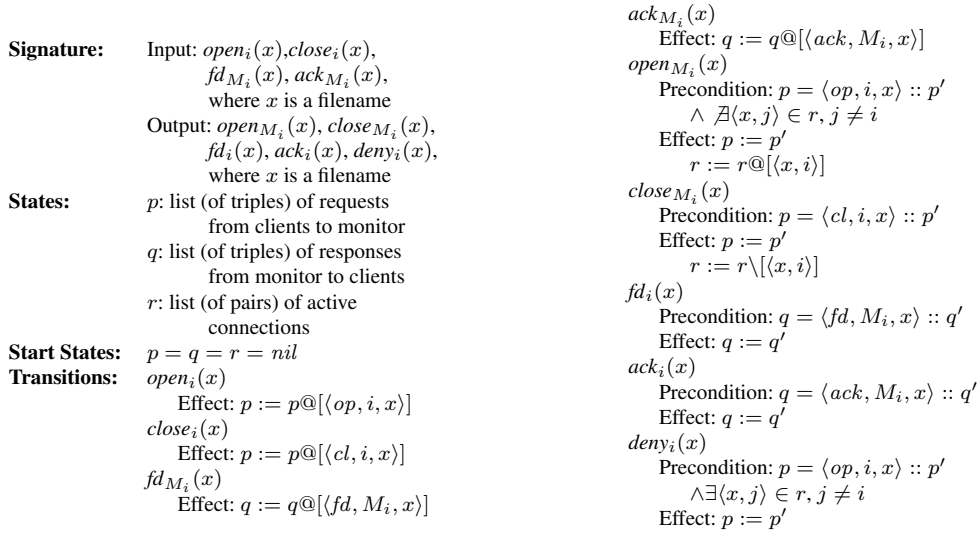 Signature: Input: open_i(x),close_i(x),
fd_{M_i}(x), ack_{M_i}(x),
where x is a filename
Output: open_{M_i}(x), close_{M_i}(x),
fd_i(x), ack_i(x), deny_i(x),
where x is a filename
States: p: list (of triples) of requests
from clients to monitor
q: list (of triples) of responses
from monitor to clients
r: list (of pairs) of active
connections
Start States: p = q = r = nil
Transitions: open_i(x)
Effect: p := p@[⟨op, i, x⟩]
close_i(x)
Effect: p := p@[⟨cl, i, x⟩]
fd_{M_i}(x)
Effect: q := q@[⟨fd, M_i, x⟩]
ack_{M_i}(x)
Effect: q := q@[⟨ack, M_i, x⟩]
open_{M_i}(x)
Precondition: p = ⟨op, i, x⟩ :: p′
∧ ∄⟨x, j⟩ ∈ r, j ≠ i
Effect: p := p′
r := r@[⟨x, i⟩]
close_{M_i}(x)
Precondition: p = ⟨cl, i, x⟩ :: p′
Effect: p := p′
r := r\[⟨x, i⟩]
fd_i(x)
Precondition: q = ⟨fd, M_i, x⟩ :: q′
Effect: q := q′
ack_i(x)
Precondition: q = ⟨ack, M_i, x⟩ :: q′
Effect: q := q′
deny_i(x)
Precondition: p = ⟨op, i, x⟩ :: p′
∧∃⟨x, j⟩ ∈ r, j ≠ i
Effect: p := p′